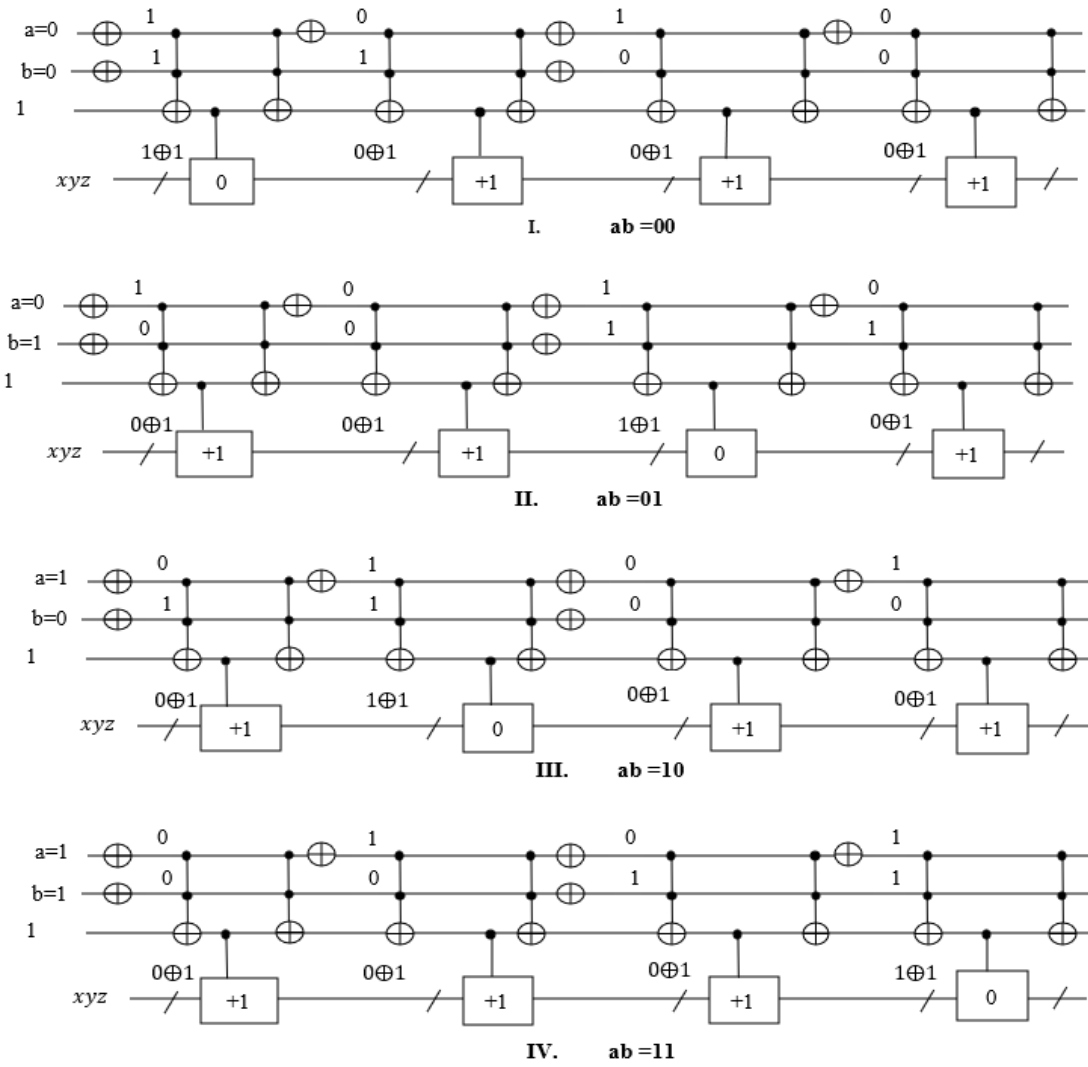 1 0 1 0
a=0
1 1 0 0
b=0
1
1⊕1 0⊕1 0⊕1 0⊕1
xyz 0 +1 +1 +1
I. ab =00
1 0 1 0
a=0
0 0 1 1
b=1
1
0⊕1 0⊕1 1⊕1 0⊕1
xyz +1 +1 0 +1
II. ab =01
0 1 0 1
a=1
1 1 0 0
b=0
1
0⊕1 1⊕1 0⊕1 0⊕1
xyz +1 0 +1 +1
III. ab =10
0 1 0 1
a=1
0 0 1 1
b=1
1
0⊕1 0⊕1 0⊕1 1⊕1
xyz +1 +1 +1 0
IV. ab =11